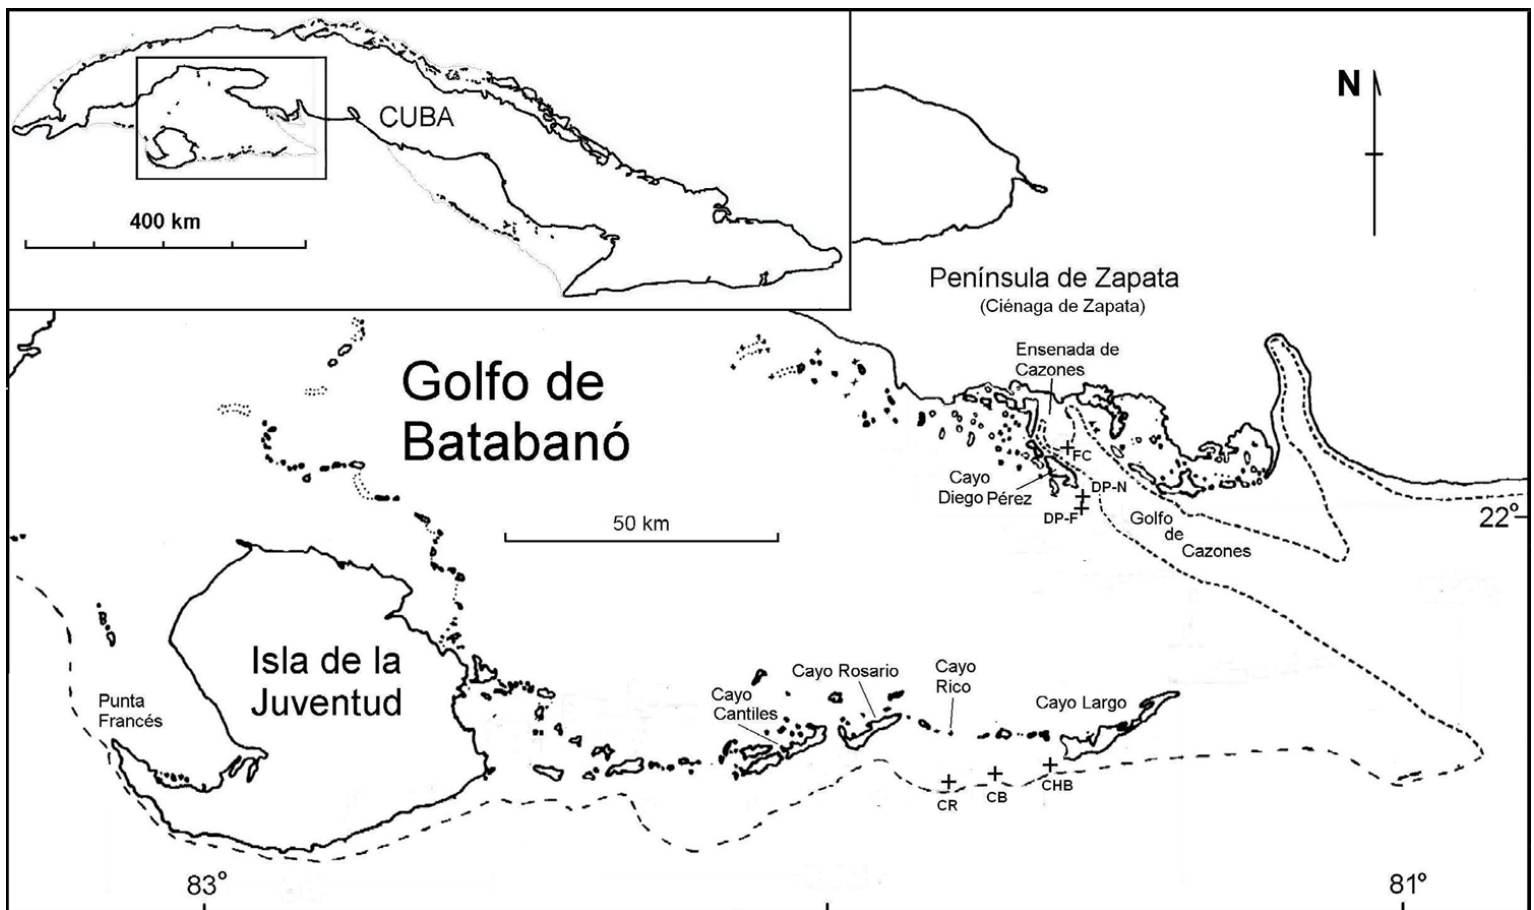 CUBA
400 km
N
Península de Zapata
(Ciénaga de Zapata)
Ensenada de
Cazones
Golfo de
Batabanó
FC
Cayo
Diego Pérez
DP-N
DP-F
Golfo
de
Cazones
22°
50 km
Isla de la
Juventud
Punta
Francés
Cayo
Cantiles
Cayo Rosario
Cayo
Rico
Cayo Largo
CR
CB
CHB
83°
81°